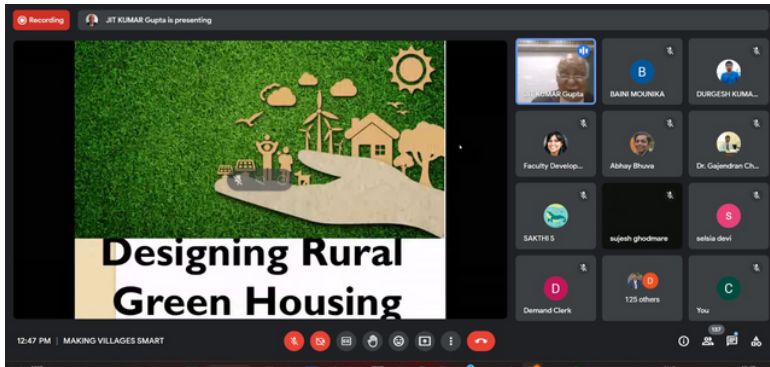 Recording
JIT KUMAR Gupta is presenting
Designing Rural
Green Housing
JIT KUMAR Gupta
B
BAINI MOUNIKA
DURGESH KUMA...
Faculty Develop...
Abhay Bhuva
Dr. Gajendran Ch...
SAKTHI S
sujesh ghodmare
S
selsia devi
D
Demand Clerk
D
125 others
C
You
12:47 PM | MAKING VILLAGES SMART
137